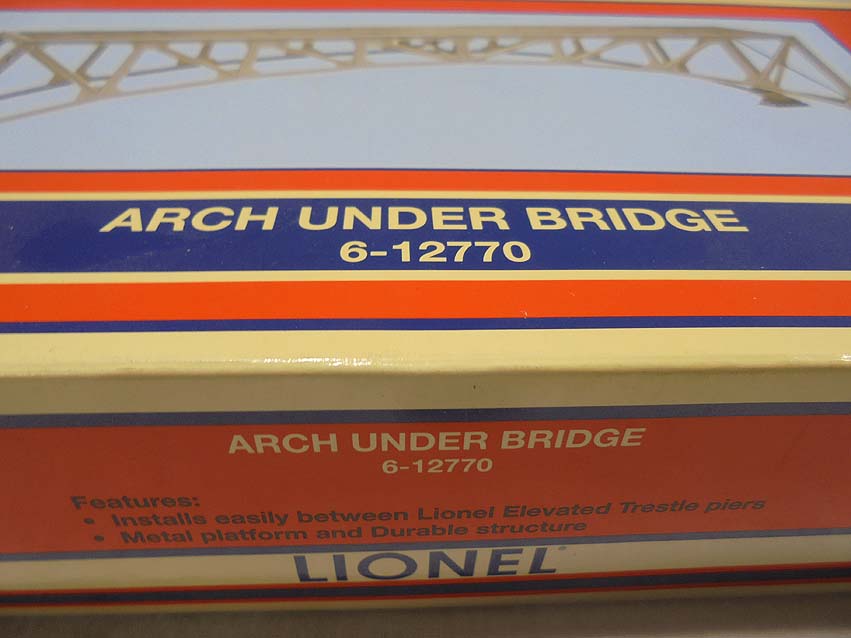 ARCH UNDER BRIDGE
6-12770
ARCH UNDER BRIDGE
6-12770
Features:
• Installs easily between Lionel Elevated Trestle piers
• Metal platform and Durable structure
LIONEL®